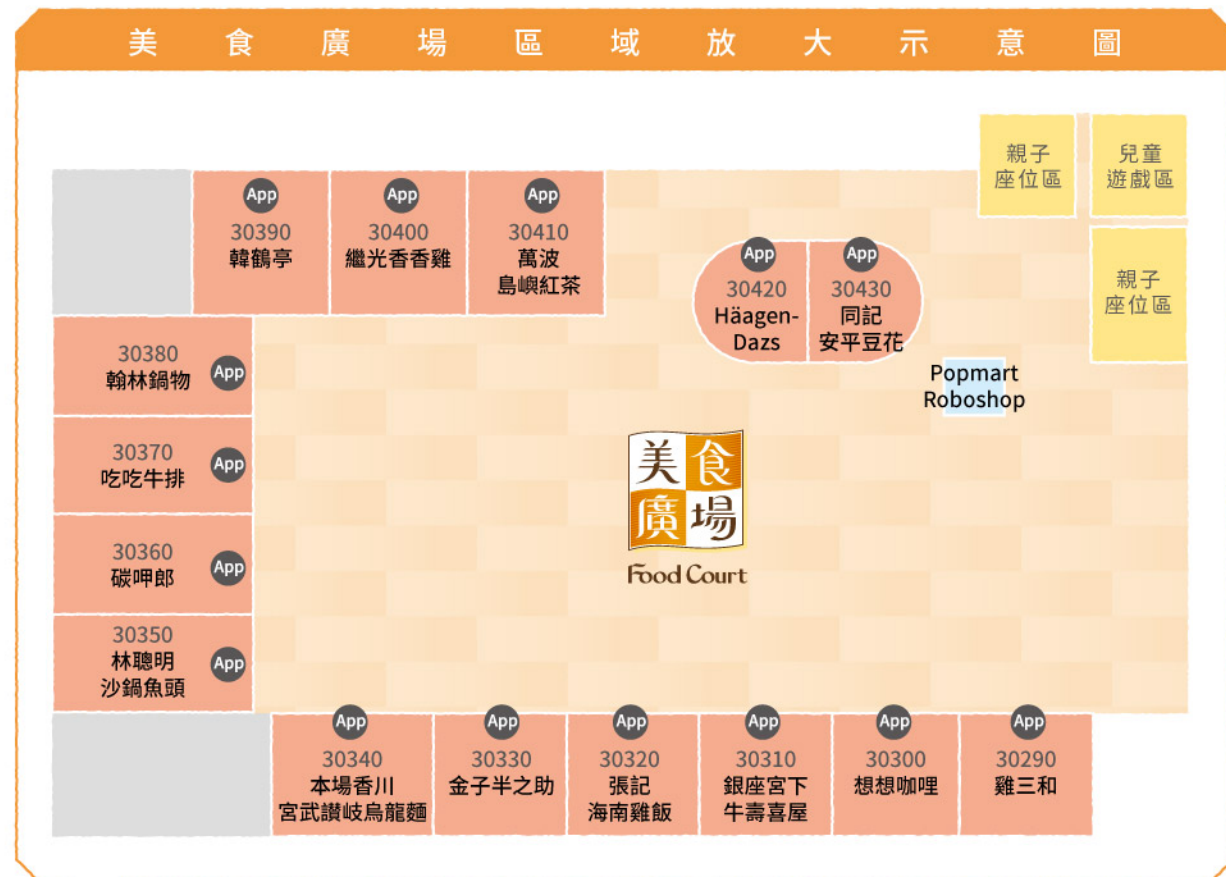 美食廣場區域放大示意圖
親子
座位區
兒童
遊戲區
App
30390
韓鶴亭
App
30400
繼光香香雞
App
30410
萬波
島嶼紅茶
App
30420
Häagen-
Dazs
App
30430
同記
安平豆花
親子
座位區
30380
翰林鍋物
App
Popmart
Roboshop
30370
吃吃牛排
App
美食
廣場
Food Court
30360
碳呷郎
App
30350
林聰明
沙鍋魚頭
App
App
30340
本場香川
宮武讃岐烏龍麵
App
30330
金子半之助
App
30320
張記
海南雞飯
App
30310
銀座宮下
牛壽喜屋
App
30300
想想咖哩
App
30290
雞三和